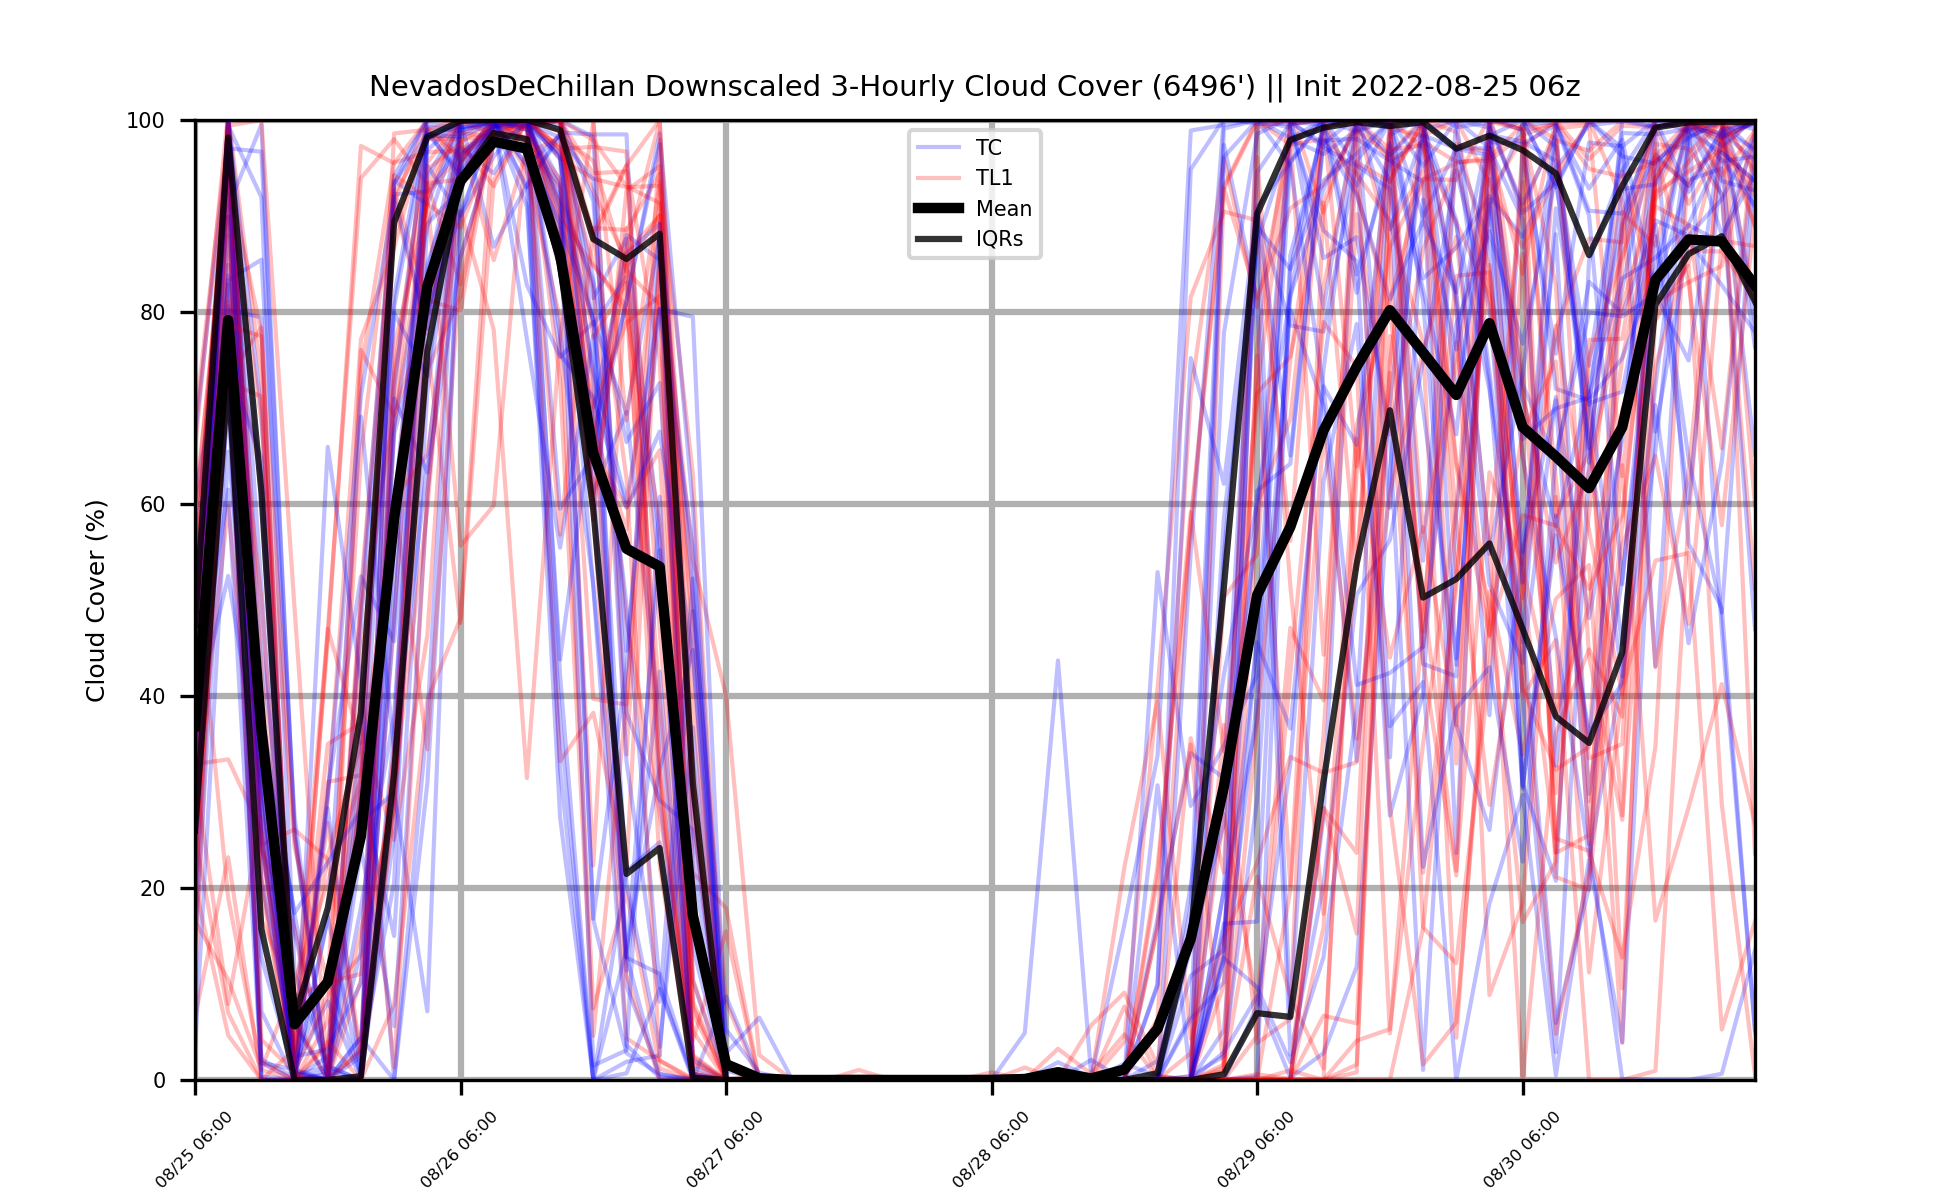 NevadosDeChillan Downscaled 3-Hourly Cloud Cover (6496') || Init 2022-08-25 06z
TC
TL1
Mean
IQRs
Cloud Cover (%)
100
80
60
40
20
0
08/25 06:00
08/26 06:00
08/27 06:00
08/28 06:00
08/29 06:00
08/30 06:00